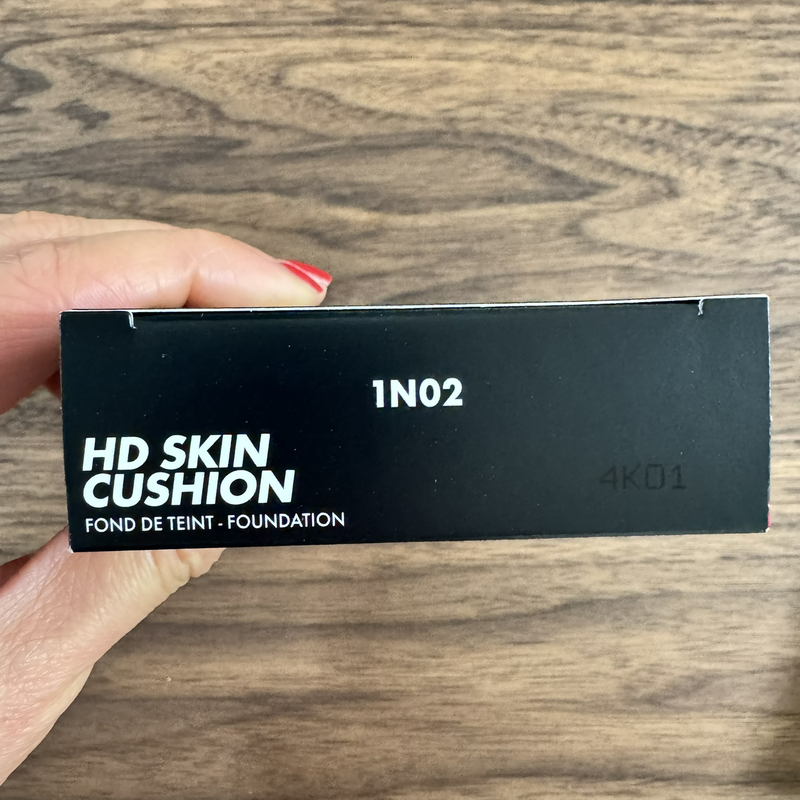 1N02
HD SKIN
CUSHION
FOND DE TEINT - FOUNDATION
4K01